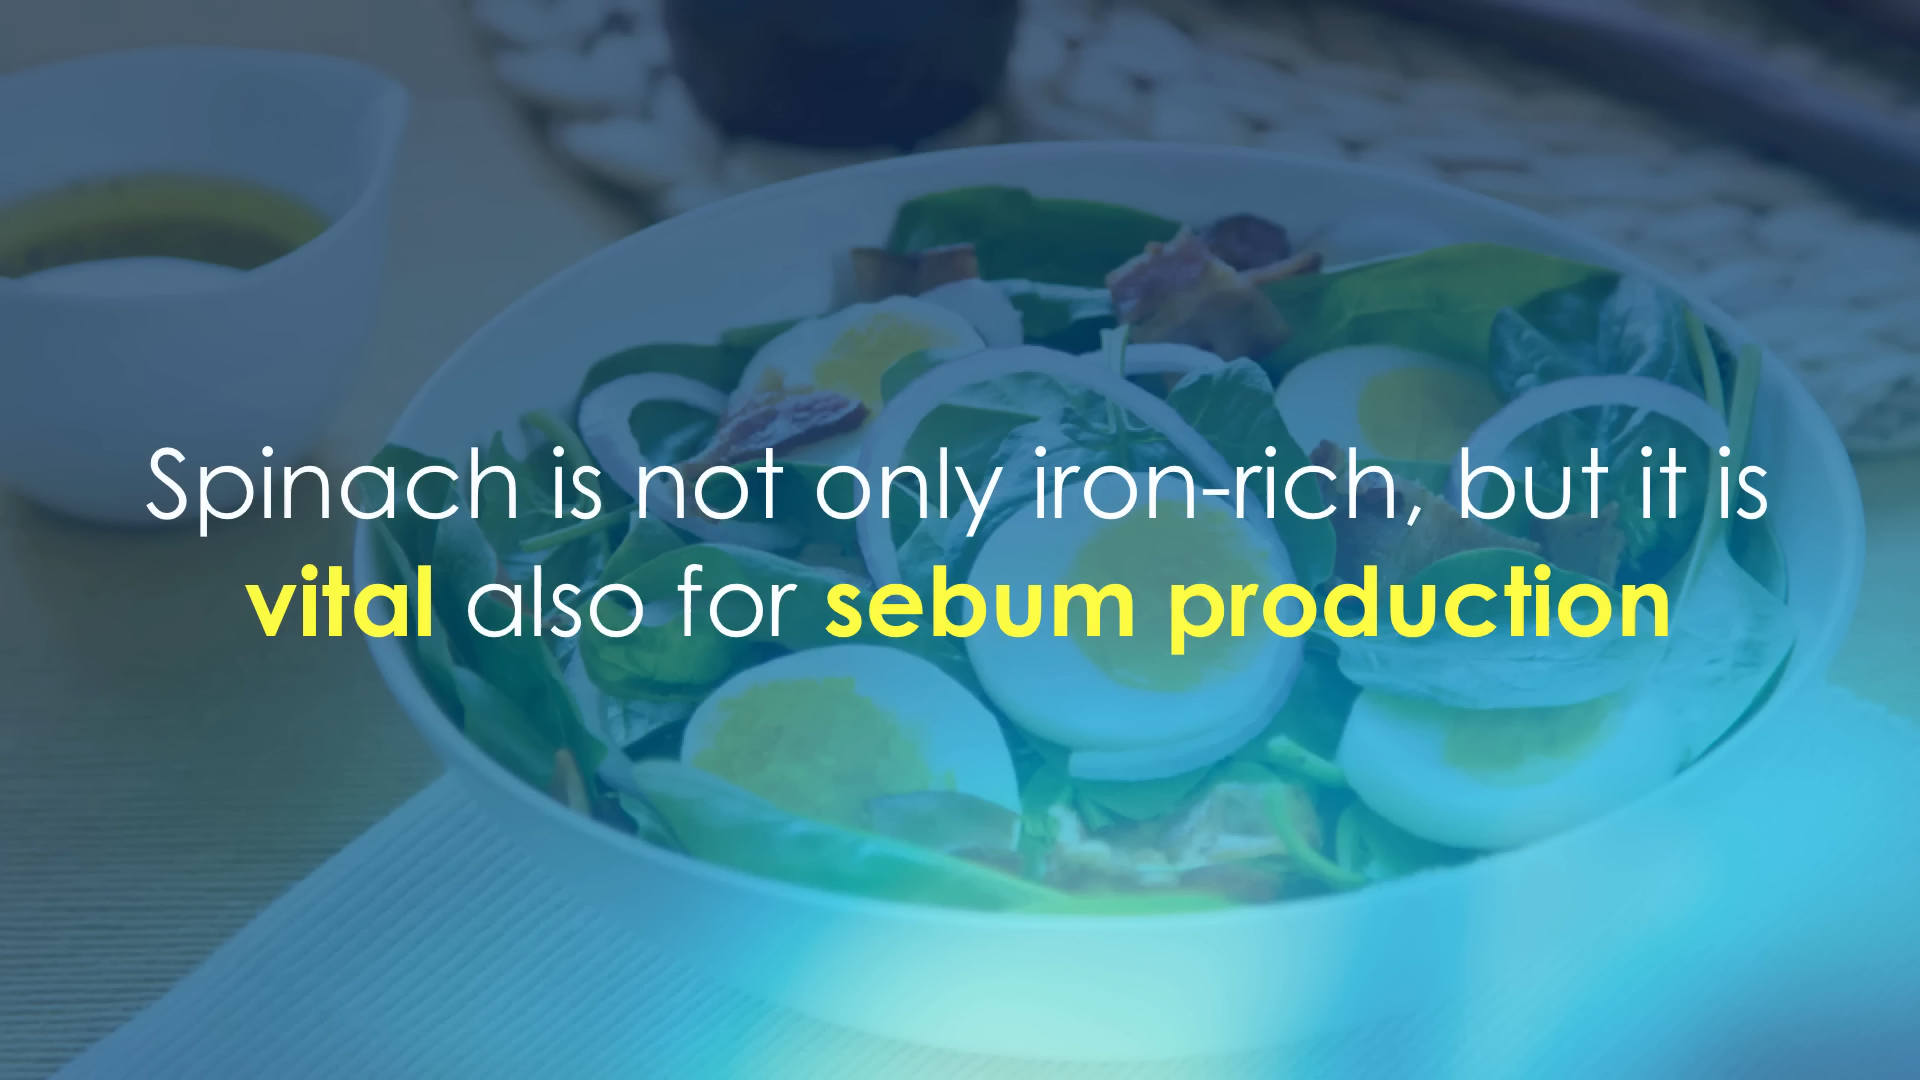 Spinach is not only iron-rich, but it is
vital also for sebum production